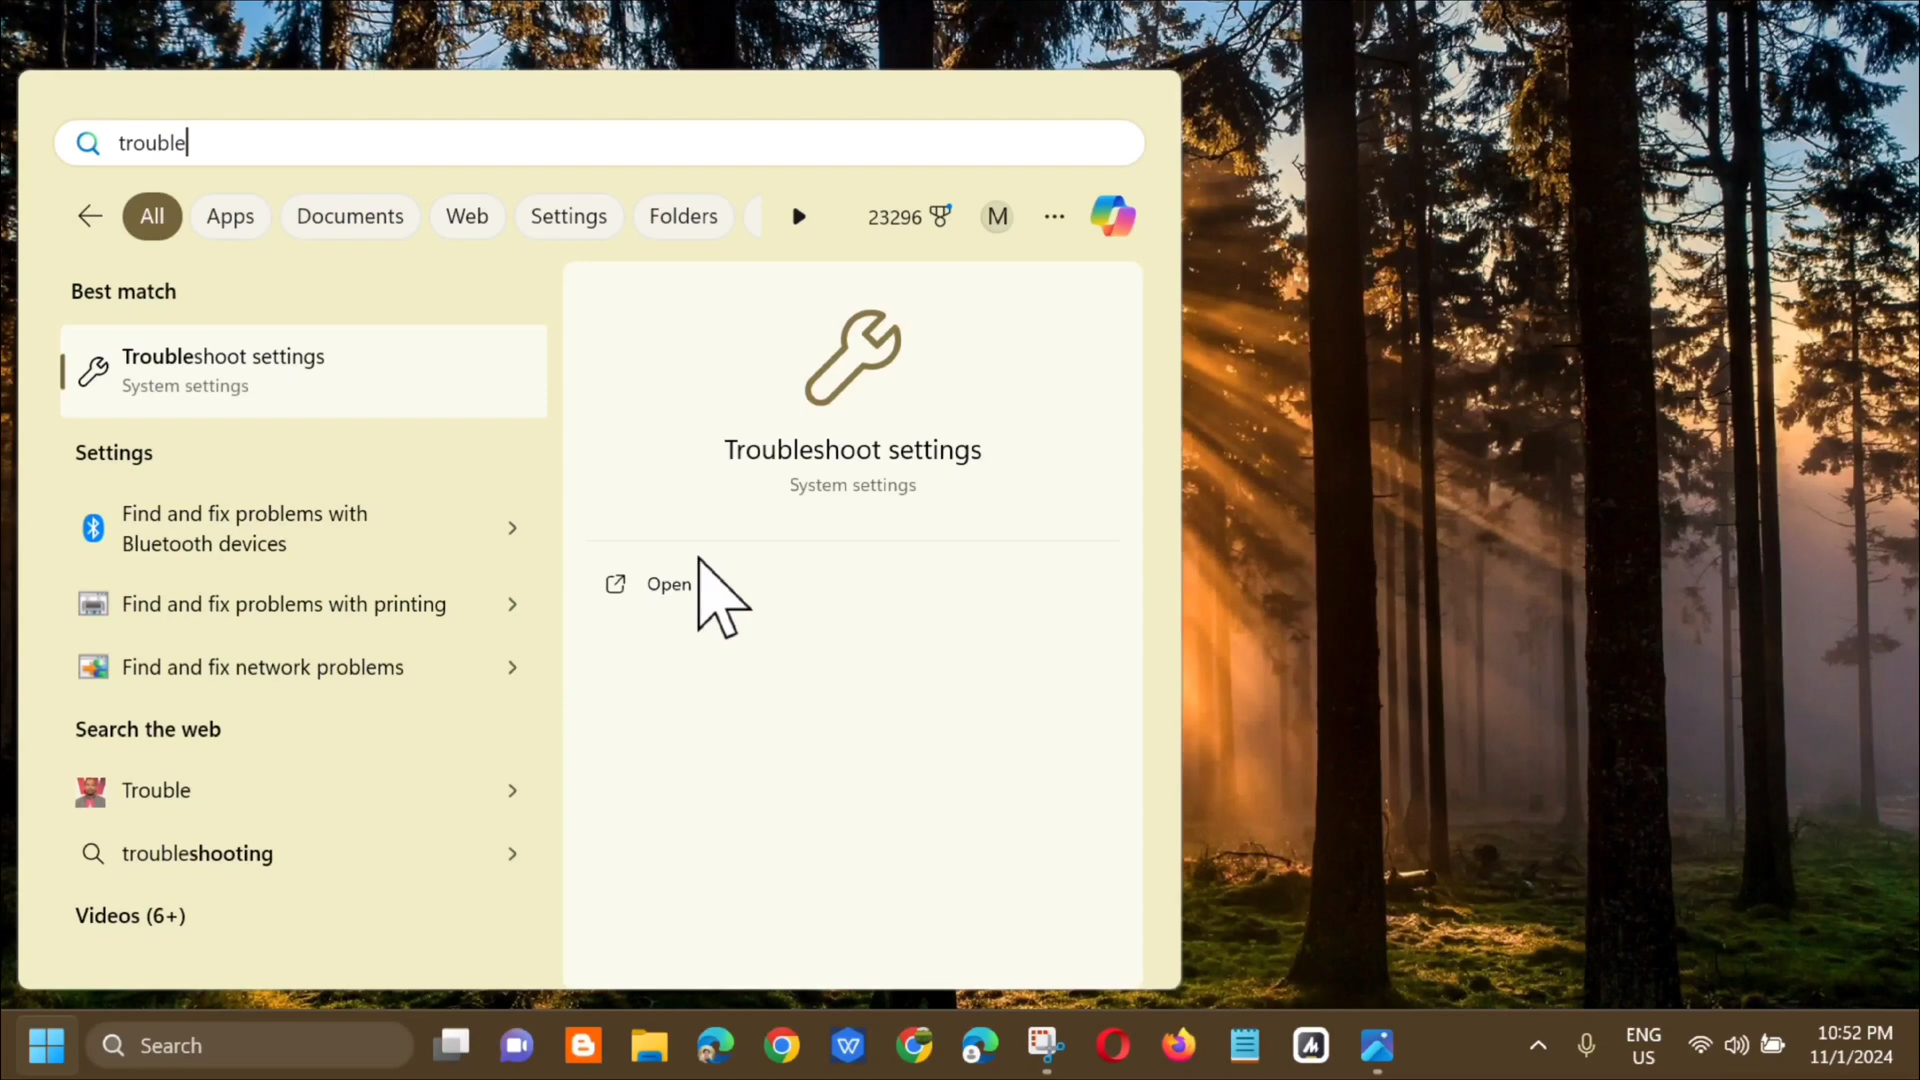 trouble
All
Apps
Documents
Web
Settings
Folders
23296
M
Best match
Troubleshoot settings
System settings
Settings
Find and fix problems with
Bluetooth devices
Find and fix problems with printing
Find and fix network problems
Search the web
Trouble
troubleshooting
Videos (6+)
Troubleshoot settings
System settings
Open
Search
ENG
US
10:52 PM
11/1/2024